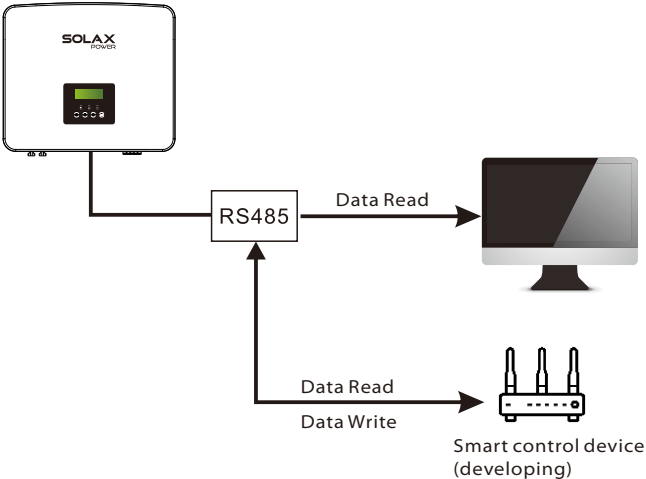 SOLAX
POWER
RS485
Data Read
Data Read
Data Write
Smart control device
(developing)